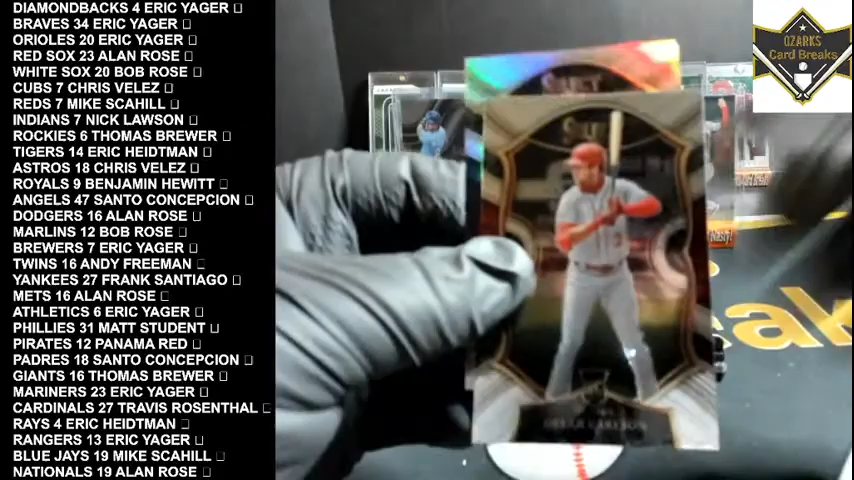 DIAMONDBACKS 4 ERIC YAGER □
BRAVES 34 ERIC YAGER □
ORIOLES 20 ERIC YAGER □
RED SOX 23 ALAN ROSE □
WHITE SOX 20 BOB ROSE □
CUBS 7 CHRIS VELEZ □
REDS 7 MIKE SCAHILL □
INDIANS 7 NICK LAWSON □
ROCKIES 6 THOMAS BREWER □
TIGERS 14 ERIC HEIDTMAN □
ASTROS 18 CHRIS VELEZ □
ROYALS 9 BENJAMIN HEWITT □
ANGELS 47 SANTO CONCEPCION □
DODGERS 16 ALAN ROSE □
MARLINS 12 BOB ROSE □
BREWERS 7 ERIC YAGER □
TWINS 16 ANDY FREEMAN □
YANKEES 27 FRANK SANTIAGO □
METS 16 ALAN ROSE □
ATHLETICS 6 ERIC YAGER □
PHILLIES 31 MATT STUDENT □
PIRATES 12 PANAMA RED □
PADRES 18 SANTO CONCEPCION □
GIANTS 16 THOMAS BREWER □
MARINERS 23 ERIC YAGER □
CARDINALS 27 TRAVIS ROSENTHAL □
RAYS 4 ERIC HEIDTMAN □
RANGERS 13 ERIC YAGER □
BLUE JAYS 19 MIKE SCAHILL □
NATIONALS 19 ALAN ROSE □
OZARKS
Card Breaks
SELECT
Nasty!
eak